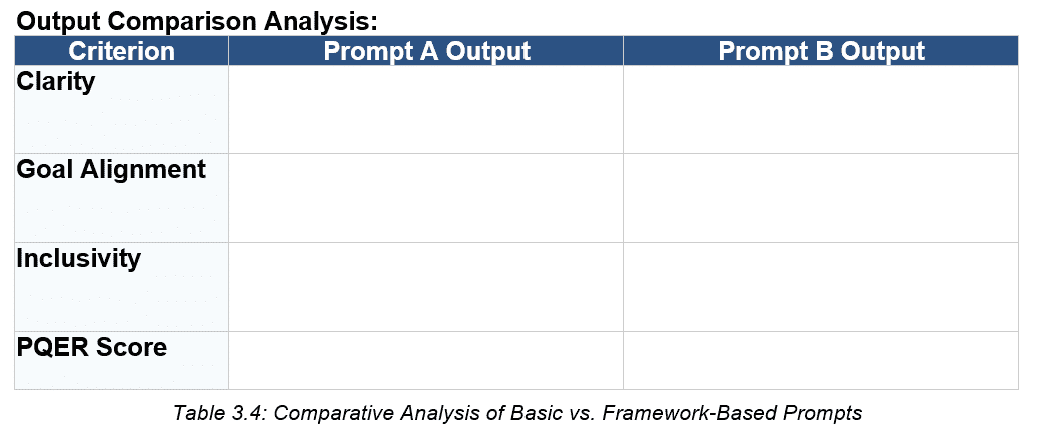 Output Comparison Analysis:
Criterion Prompt A Output Prompt B Output
Clarity
Goal Alignment
Inclusivity
PQER Score
Table 3.4: Comparative Analysis of Basic vs. Framework-Based Prompts